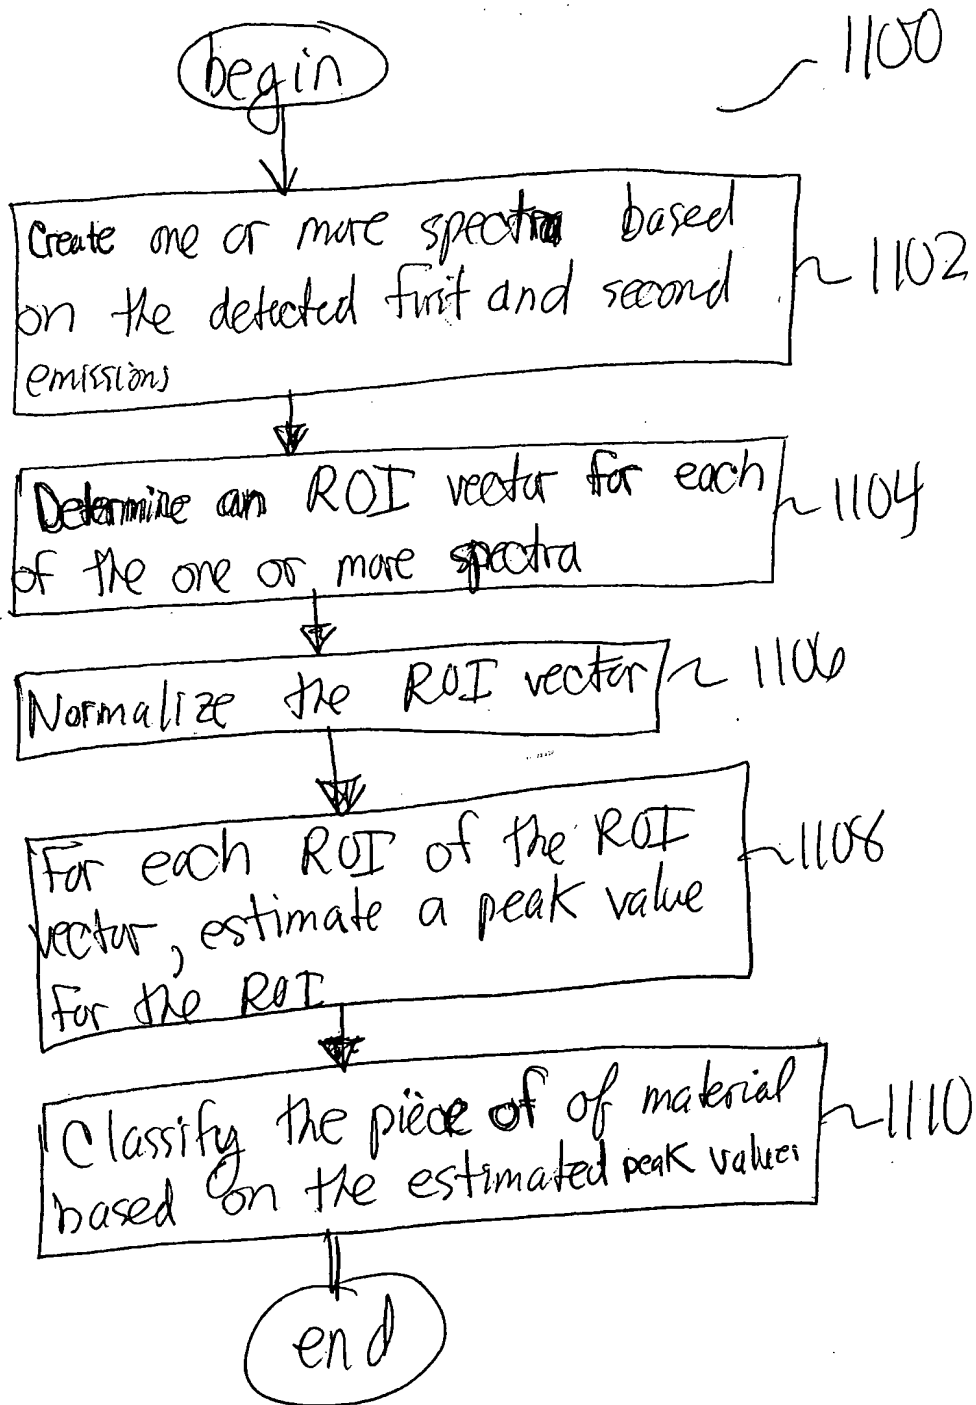 begin
1100
Create one or more spectra based
on the detected first and second
emissions
1102
Determine an ROI vector for each
of the one or more spectra
1104
Normalize the ROI vector
1106
For each ROI of the ROI
vector, estimate a peak value
for the ROI
1108
Classify the piece of of material
based on the estimated peak values
1110
end